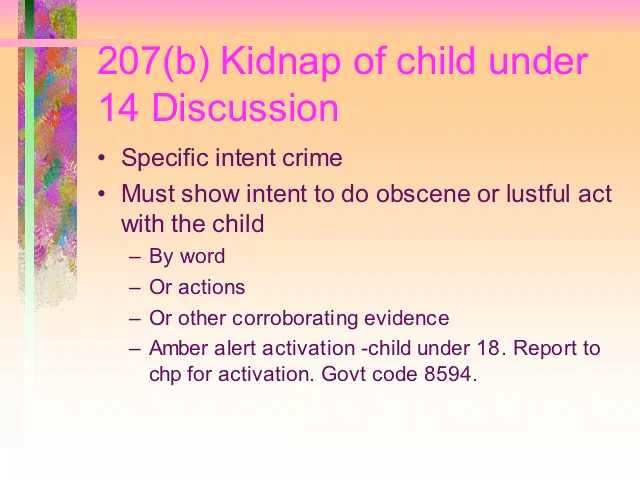 207(b) Kidnap of child under
14 Discussion
• Specific intent crime
• Must show intent to do obscene or lustful act
with the child
– By word
– Or actions
– Or other corroborating evidence
– Amber alert activation -child under 18. Report to
chp for activation. Govt code 8594.